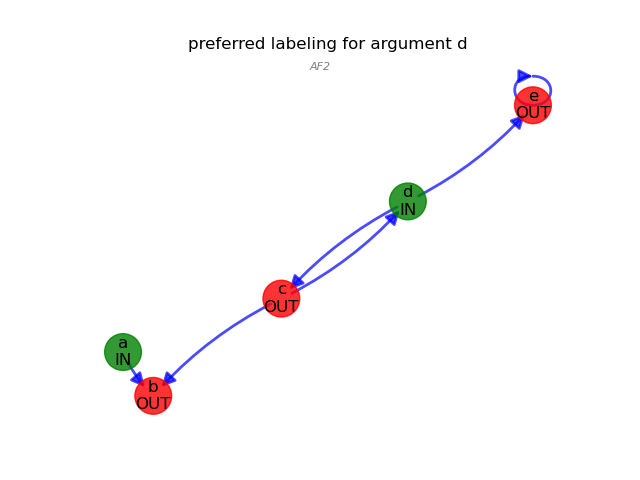 preferred labeling for argument d
AF2
e
OUT
d
IN
c
OUT
a
IN
b
OUT